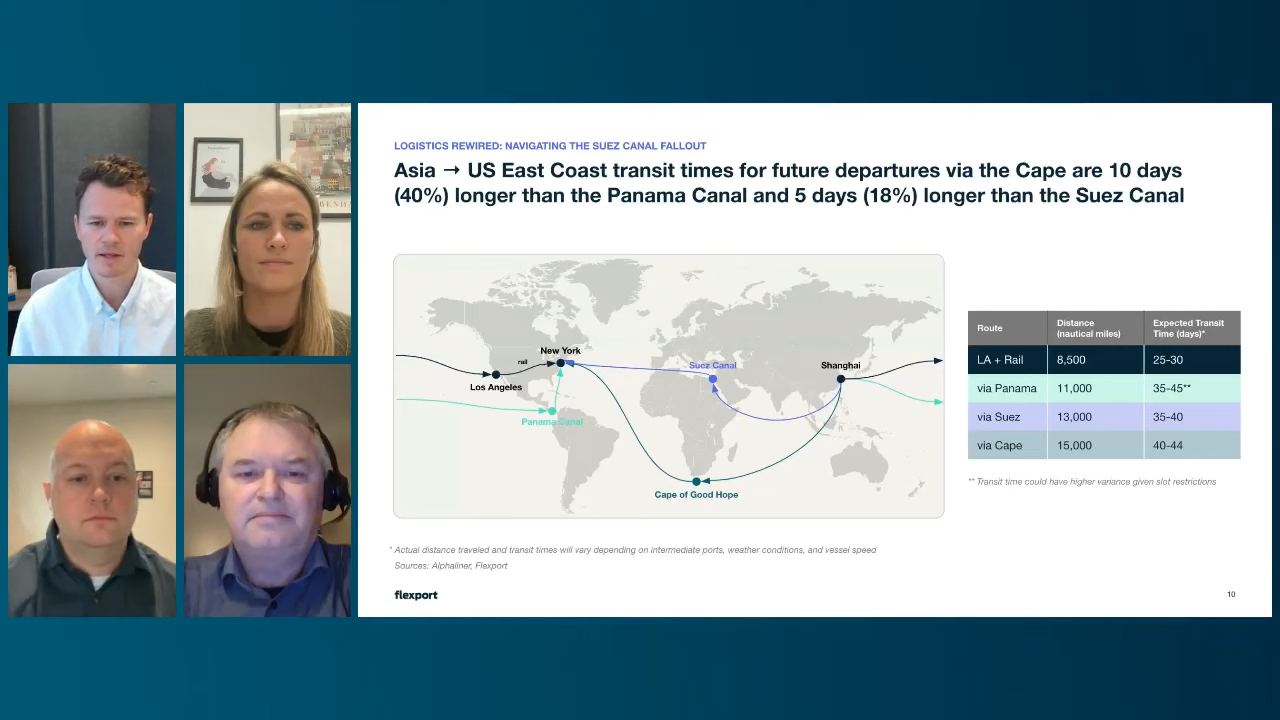 LOGISTICS REWIRED: NAVIGATING THE SUEZ CANAL FALLOUT
Asia → US East Coast transit times for future departures via the Cape are 10 days
(40%) longer than the Panama Canal and 5 days (18%) longer than the Suez Canal
New York
rail
Los Angeles
Panama Canal
Suez Canal
Shanghai
Cape of Good Hope
Route Distance (nautical miles) Expected Transit Time (days)*
LA + Rail 8,500 25-30
via Panama 11,000 35-45**
via Suez 13,000 35-40
via Cape 15,000 40-44
** Transit time could have higher variance given slot restrictions
* Actual distance traveled and transit times will vary depending on intermediate ports, weather conditions, and vessel speed
Sources: Alphaliner, Flexport
flexport
10